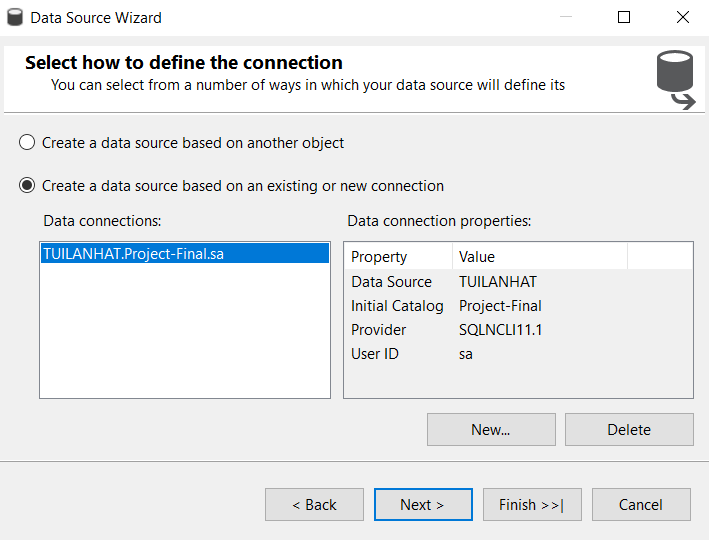 Data Source Wizard
Select how to define the connection
You can select from a number of ways in which your data source will define its
Create a data source based on another object
Create a data source based on an existing or new connection
Data connections:
Data connection properties:
TUILANHAT.Project-Final.sa
Property Value
Data Source TUILANHAT
Initial Catalog Project-Final
Provider SQLNCLI11.1
User ID sa
New... Delete
< Back Next > Finish >>| Cancel